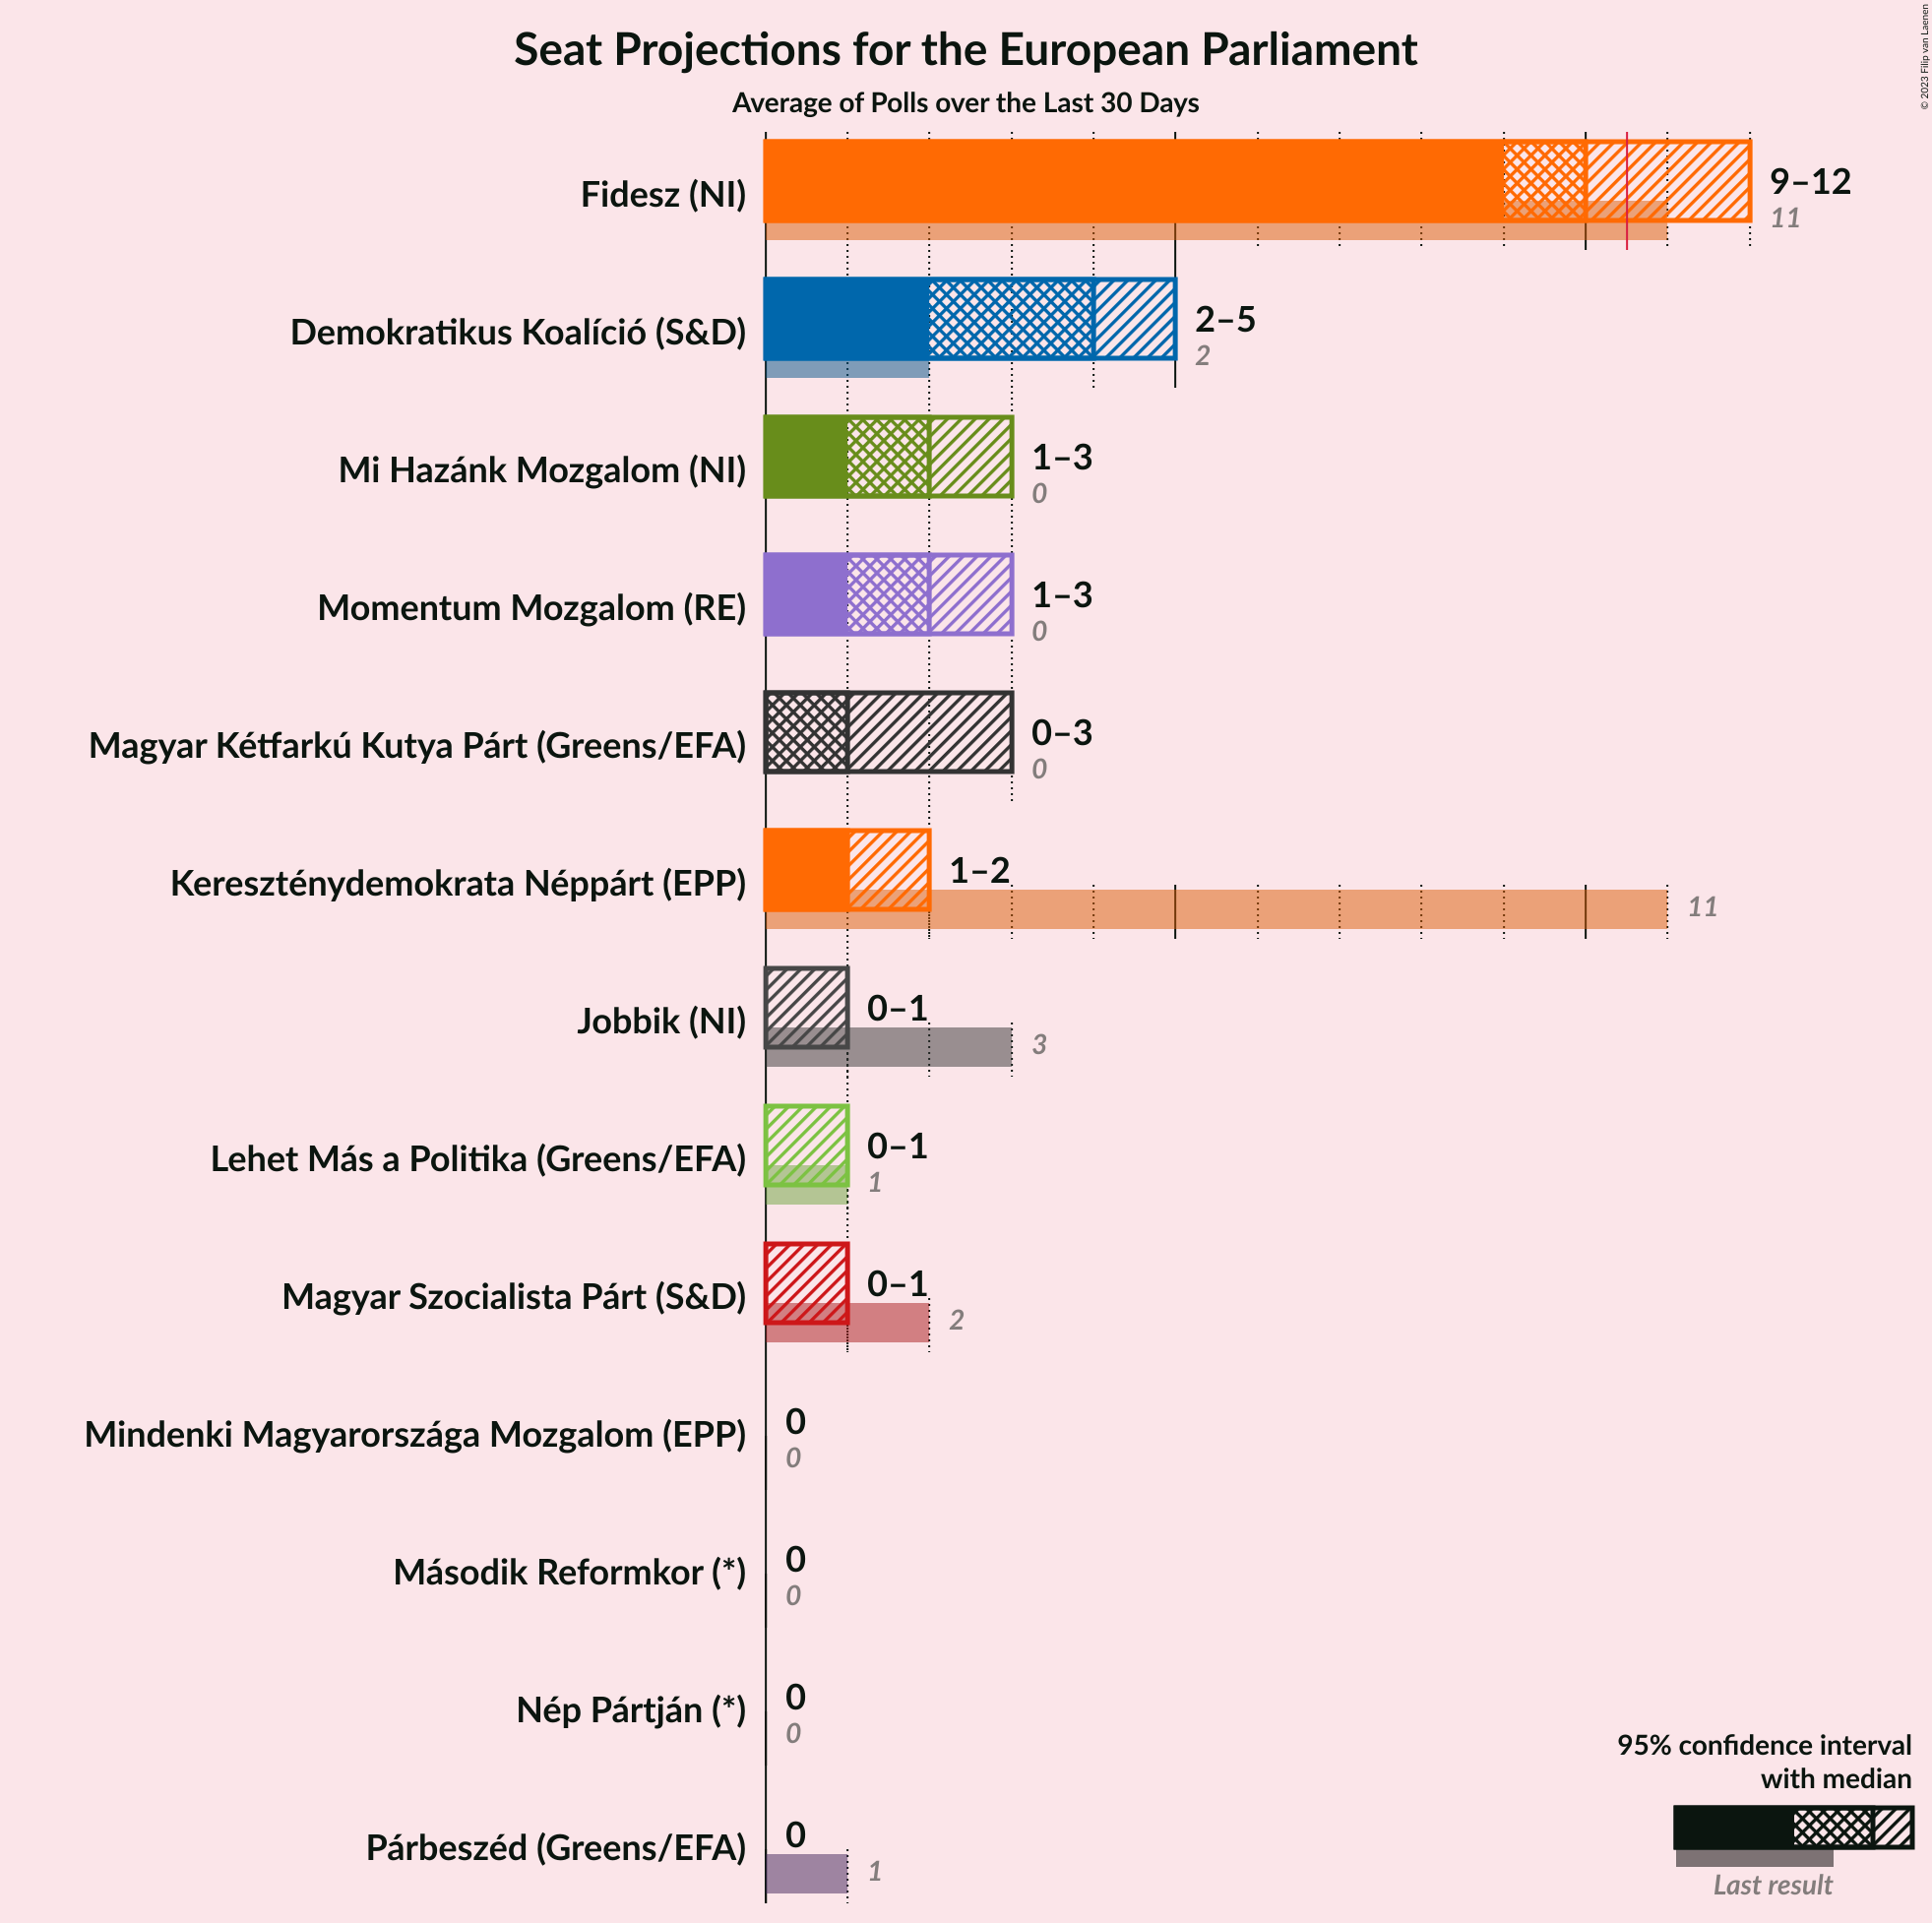 Seat Projections for the European Parliament
Average of Polls over the Last 30 Days
© 2023 Filip van Laenen
Fidesz (NI)
9–12
11
Demokratikus Koalíció (S&D)
2–5
2
Mi Hazánk Mozgalom (NI)
1–3
0
Momentum Mozgalom (RE)
1–3
0
Magyar Kétfarkú Kutya Párt (Greens/EFA)
0–3
0
Kereszténydemokrata Néppárt (EPP)
1–2
11
Jobbik (NI)
0–1
3
Lehet Más a Politika (Greens/EFA)
0–1
1
Magyar Szocialista Párt (S&D)
0–1
2
Mindenki Magyarországa Mozgalom (EPP)
0
0
Második Reformkor (*)
0
0
Nép Pártján (*)
0
0
Párbeszéd (Greens/EFA)
0
1
95% confidence interval
with median
Last result